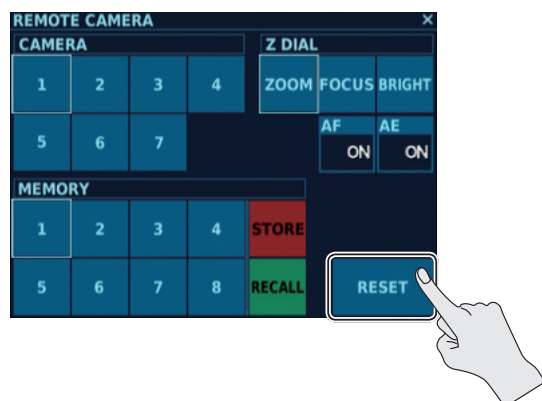 REMOTE CAMERA ×
CAMERA
Z DIAL
1 2 3 4
ZOOM FOCUS BRIGHT
5 6 7
AF ON
AE ON
MEMORY
1 2 3 4 STORE
5 6 7 8 RECALL
RESET